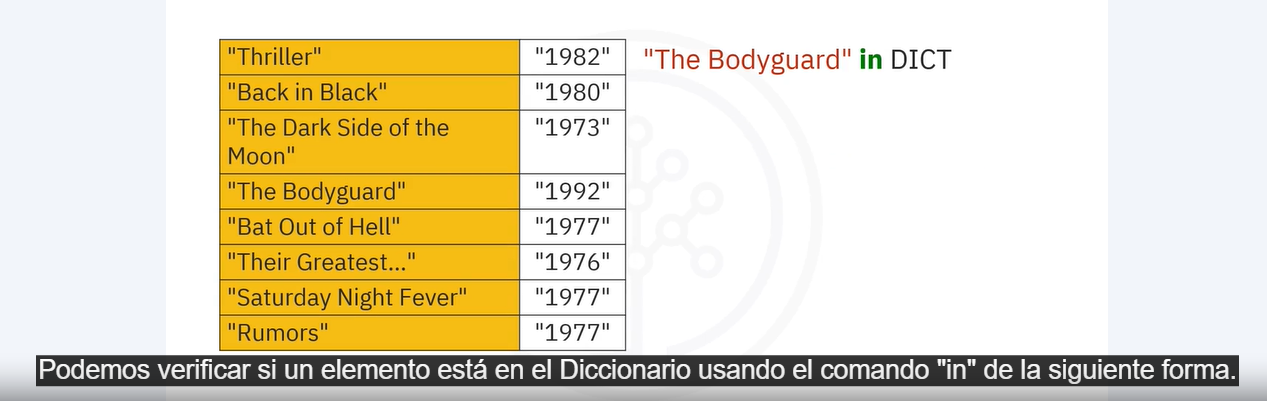 "Thriller" "1982" "The Bodyguard" in DICT
"Back in Black" "1980"
"The Dark Side of the "1973"
Moon"
"The Bodyguard" "1992"
"Bat Out of Hell" "1977"
"Their Greatest..." "1976"
"Saturday Night Fever" "1977"
"Rumors" "1977"
Podemos verificar si un elemento está en el Diccionario usando el comando "in" de la siguiente forma.